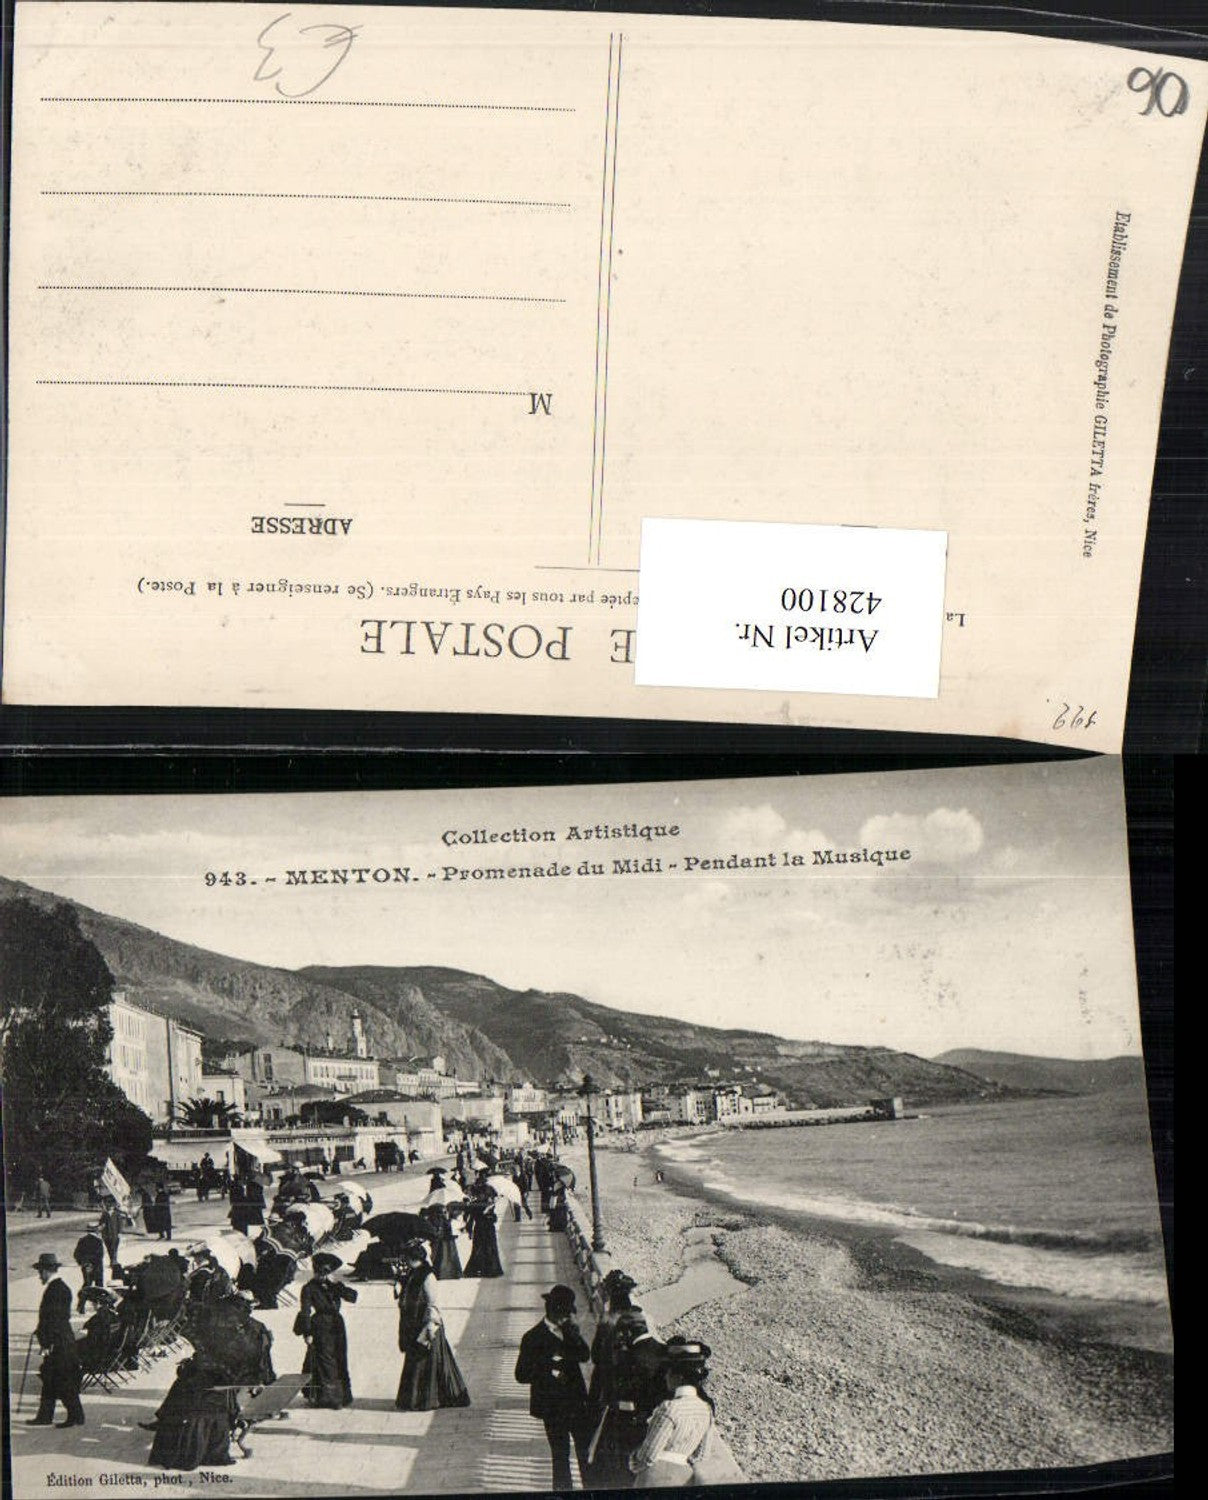 90
Etablissement de Photographie GILETTA frères, Nice
M
ADRESSE
La
eptée par tous les Pays Étrangers. (Se renseigner à la Poste.)
E POSTALE
Artikel Nr.
428100
Collection Artistique
943. - MENTON. - Promenade du Midi - Pendant la Musique
Édition Giletta, phot., Nice.